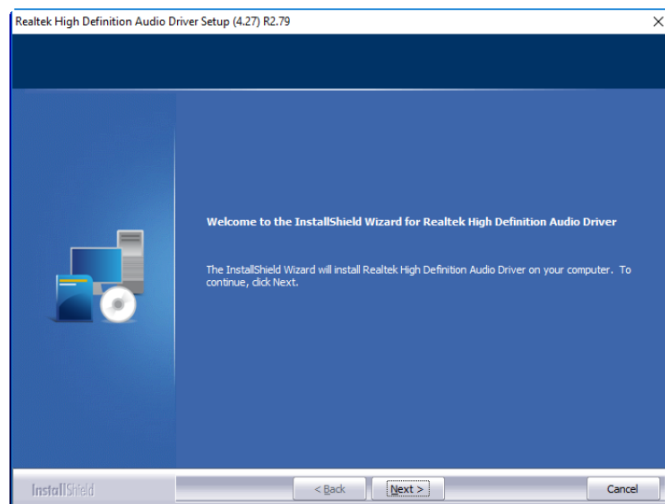 Realtek High Definition Audio Driver Setup (4.27) R2.79
Welcome to the InstallShield Wizard for Realtek High Definition Audio Driver
The InstallShield Wizard will install Realtek High Definition Audio Driver on your computer. To
continue, click Next.
InstallShield
< Back
Next >
Cancel